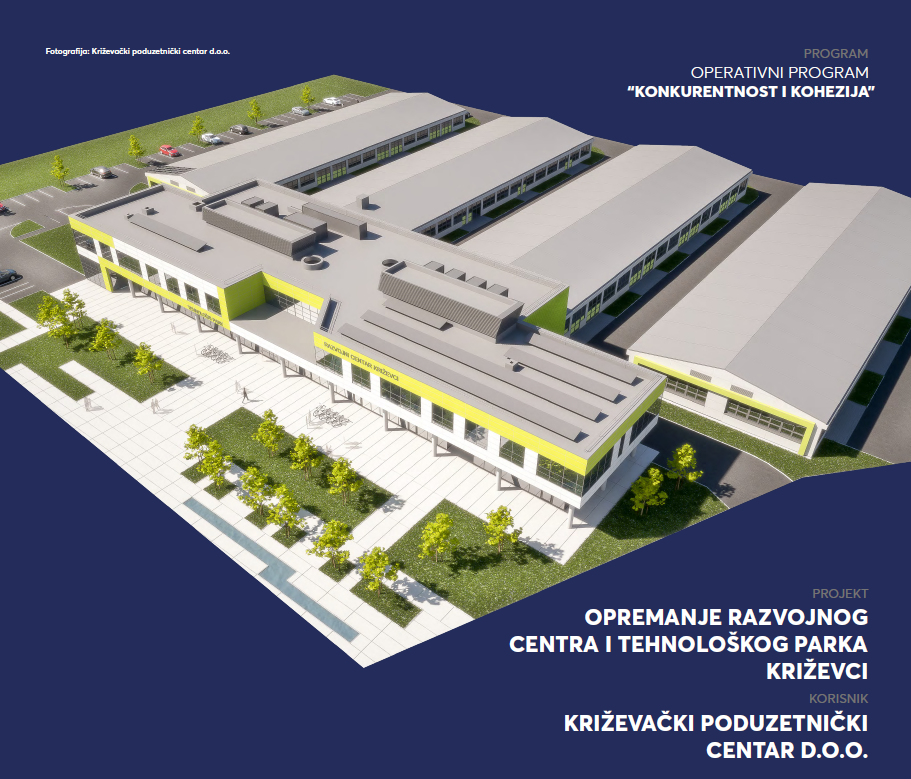 Fotografija: Križevački poduzetnički centar d.o.o.
PROGRAM
OPERATIVNI PROGRAM
“KONKURENTNOST I KOHEZIJA”
RAZVOJNI CENTAR KRIŽEVCI
PROJEKT
OPREMANJE RAZVOJNOG
CENTRA I TEHNOLOŠKOG PARKA
KRIŽEVCI
KORISNIK
KRIŽEVAČKI PODUZETNIČKI
CENTAR D.O.O.